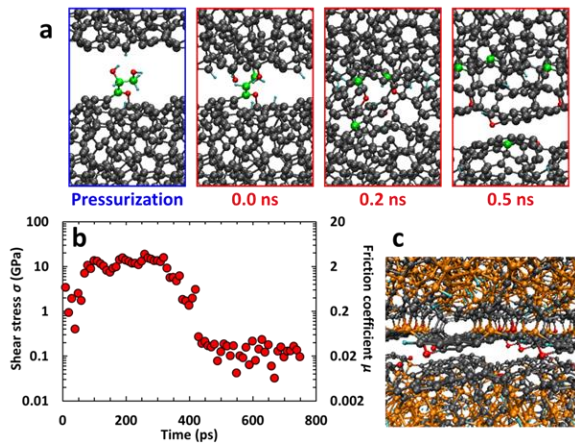 a
Pressurization
0.0 ns
0.2 ns
0.5 ns
b
Shear stress σ (GPa)
100
10
1
0.1
0.01
0
200
400
600
800
Time (ps)
20
2
0.2
0.02
0.002
Friction coefficient μ
c